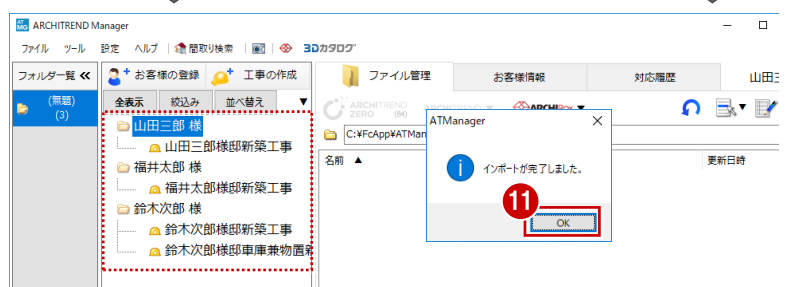 ATMG ARCHITREND Manager
ファイル ツール 設定 ヘルプ 間取り検索 3Dカタログ
フォルダ一覧 ≪ お客様の登録 工事の作成 ファイル管理 お客様情報 対応履歴 山田三
(無題)
(3)
全表示 絞込み 並べ替え ▼
山田三郎 様
山田三郎様邸新築工事
福井太郎 様
福井太郎様邸新築工事
鈴木次郎 様
鈴木次郎様邸新築工事
鈴木次郎様邸車庫兼物置
ARCHITREND
ZERO (64)
ARCHITREND ▼
ARCHIBox ▼
C:¥FcApp¥ATMan
名前 ▲ 更新日時
ATManager ×
インポートが完了しました。
11
OK